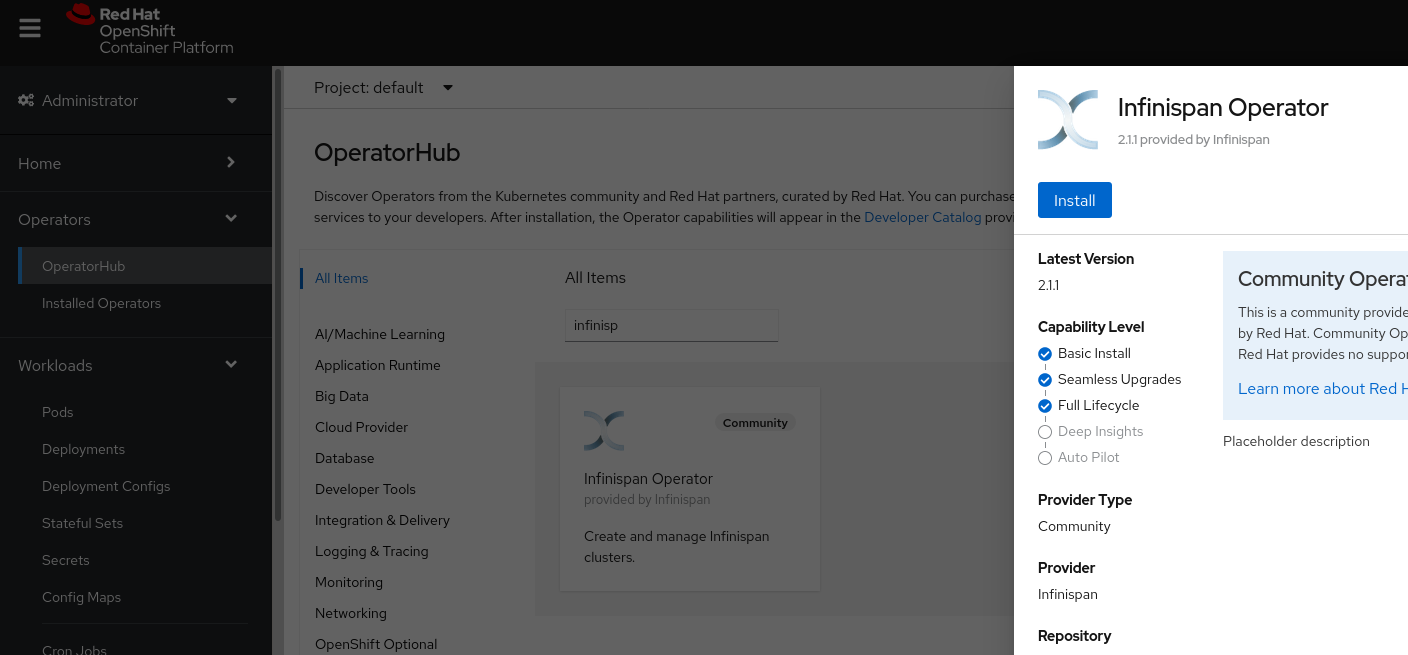 Red Hat
OpenShift
Container Platform
Administrator
Home
Operators
OperatorHub
Installed Operators
Workloads
Pods
Deployments
Deployment Configs
Stateful Sets
Secrets
Config Maps
Cron Jobs
Project: default
OperatorHub
Discover Operators from the Kubernetes community and Red Hat partners, curated by Red Hat. You can purchase
services to your developers. After installation, the Operator capabilities will appear in the Developer Catalog provi
All Items
AI/Machine Learning
Application Runtime
Big Data
Cloud Provider
Database
Developer Tools
Integration & Delivery
Logging & Tracing
Monitoring
Networking
OpenShift Optional
All Items
infinisp
Community
Infinispan Operator
provided by Infinispan
Create and manage Infinispan
clusters.
Infinispan Operator
2.1.1 provided by Infinispan
Install
Latest Version
2.1.1
Capability Level
Basic Install
Seamless Upgrades
Full Lifecycle
Deep Insights
Auto Pilot
Provider Type
Community
Provider
Infinispan
Repository
Community Operat
This is a community provide
by Red Hat. Community Op
Red Hat provides no suppor
Learn more about Red H
Placeholder description